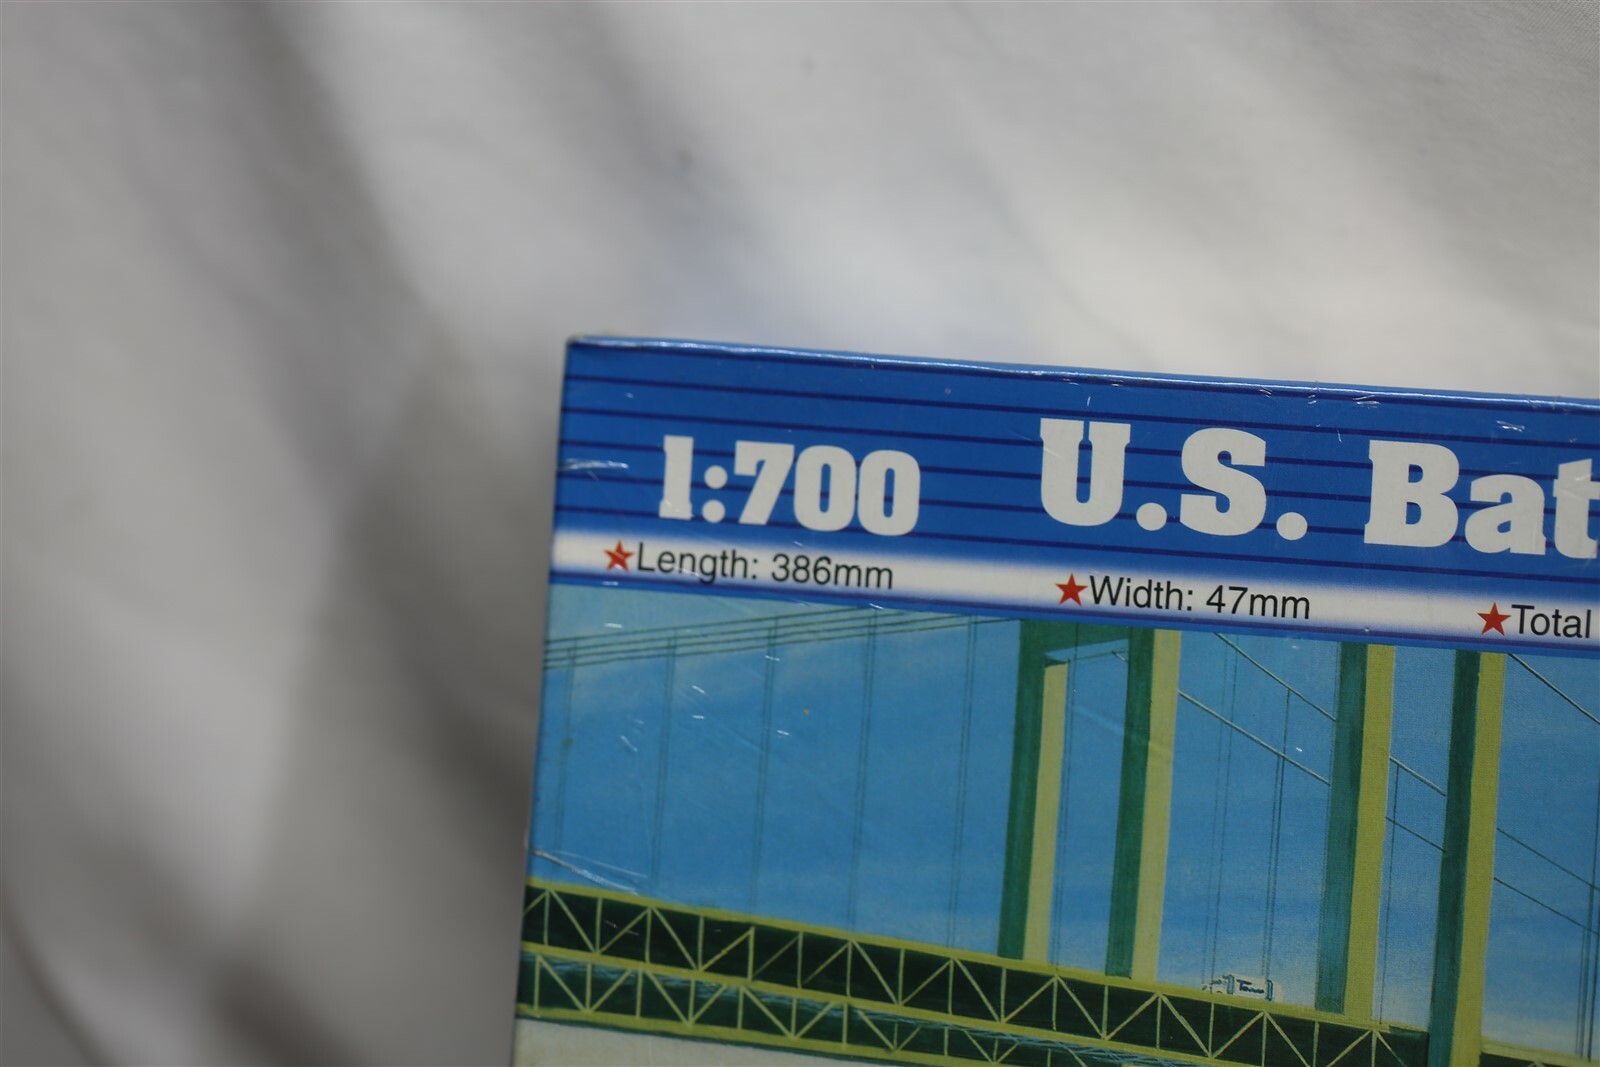 1:700 U.S. Bat
★Length: 386mm ★Width: 47mm ★Total